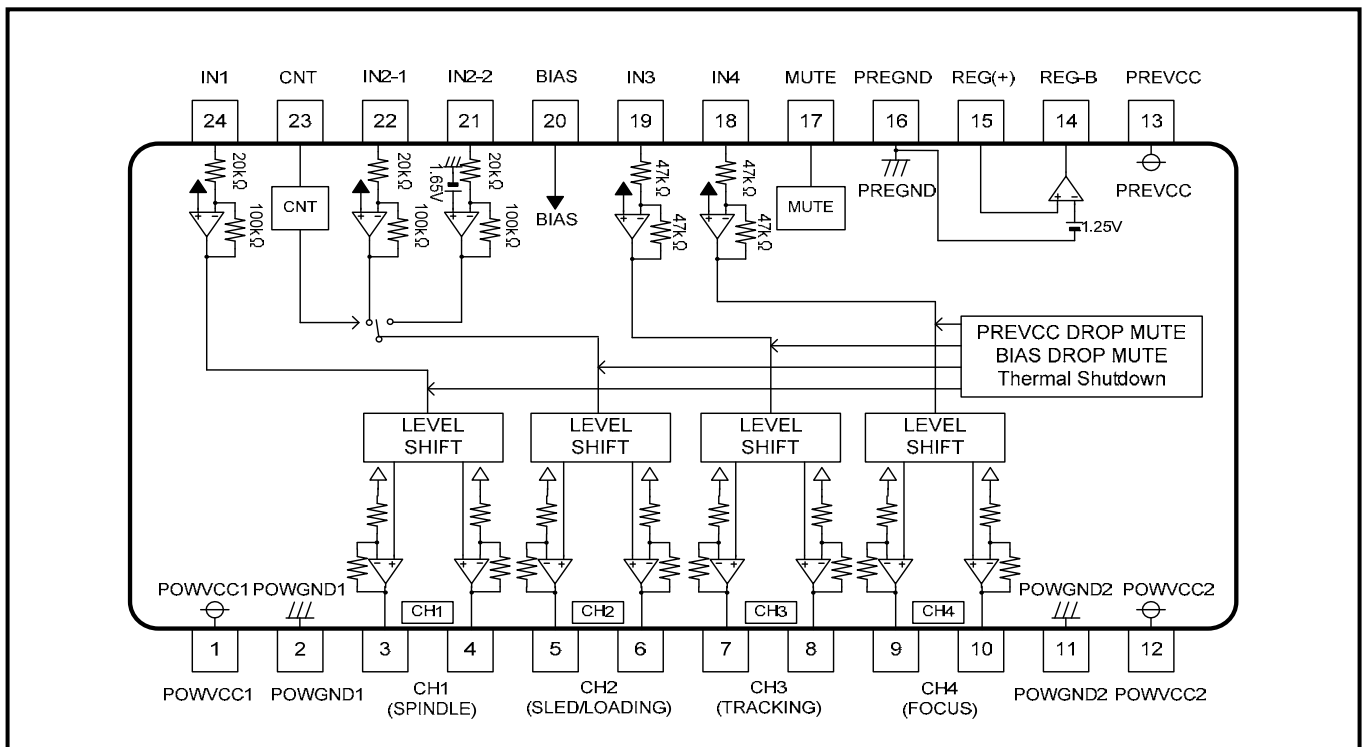 IN1 CNT IN2-1 IN2-2 BIAS IN3 IN4 MUTE PREGND REG(+) REG-B PREVCC
24 23 22 21 20 19 18 17 16 15 14 13
20kΩ 20kΩ 1.65V 20kΩ 47kΩ 47kΩ PREGND PREVCC
100kΩ CNT 100kΩ 100kΩ BIAS 47kΩ 47kΩ MUTE 1.25V
+ − + − + − + − + − + −
PREVCC DROP MUTE
BIAS DROP MUTE
Thermal Shutdown
LEVEL SHIFT LEVEL SHIFT LEVEL SHIFT LEVEL SHIFT
− + + − − + + − − + + − − + + −
POWVCC1 POWGND1 CH1 CH2 CH3 CH4 POWGND2 POWVCC2
1 2 3 4 5 6 7 8 9 10 11 12
POWVCC1 POWGND1 CH1 CH2 CH3 CH4 POWGND2 POWVCC2
(SPINDLE) (SLED/LOADING) (TRACKING) (FOCUS)